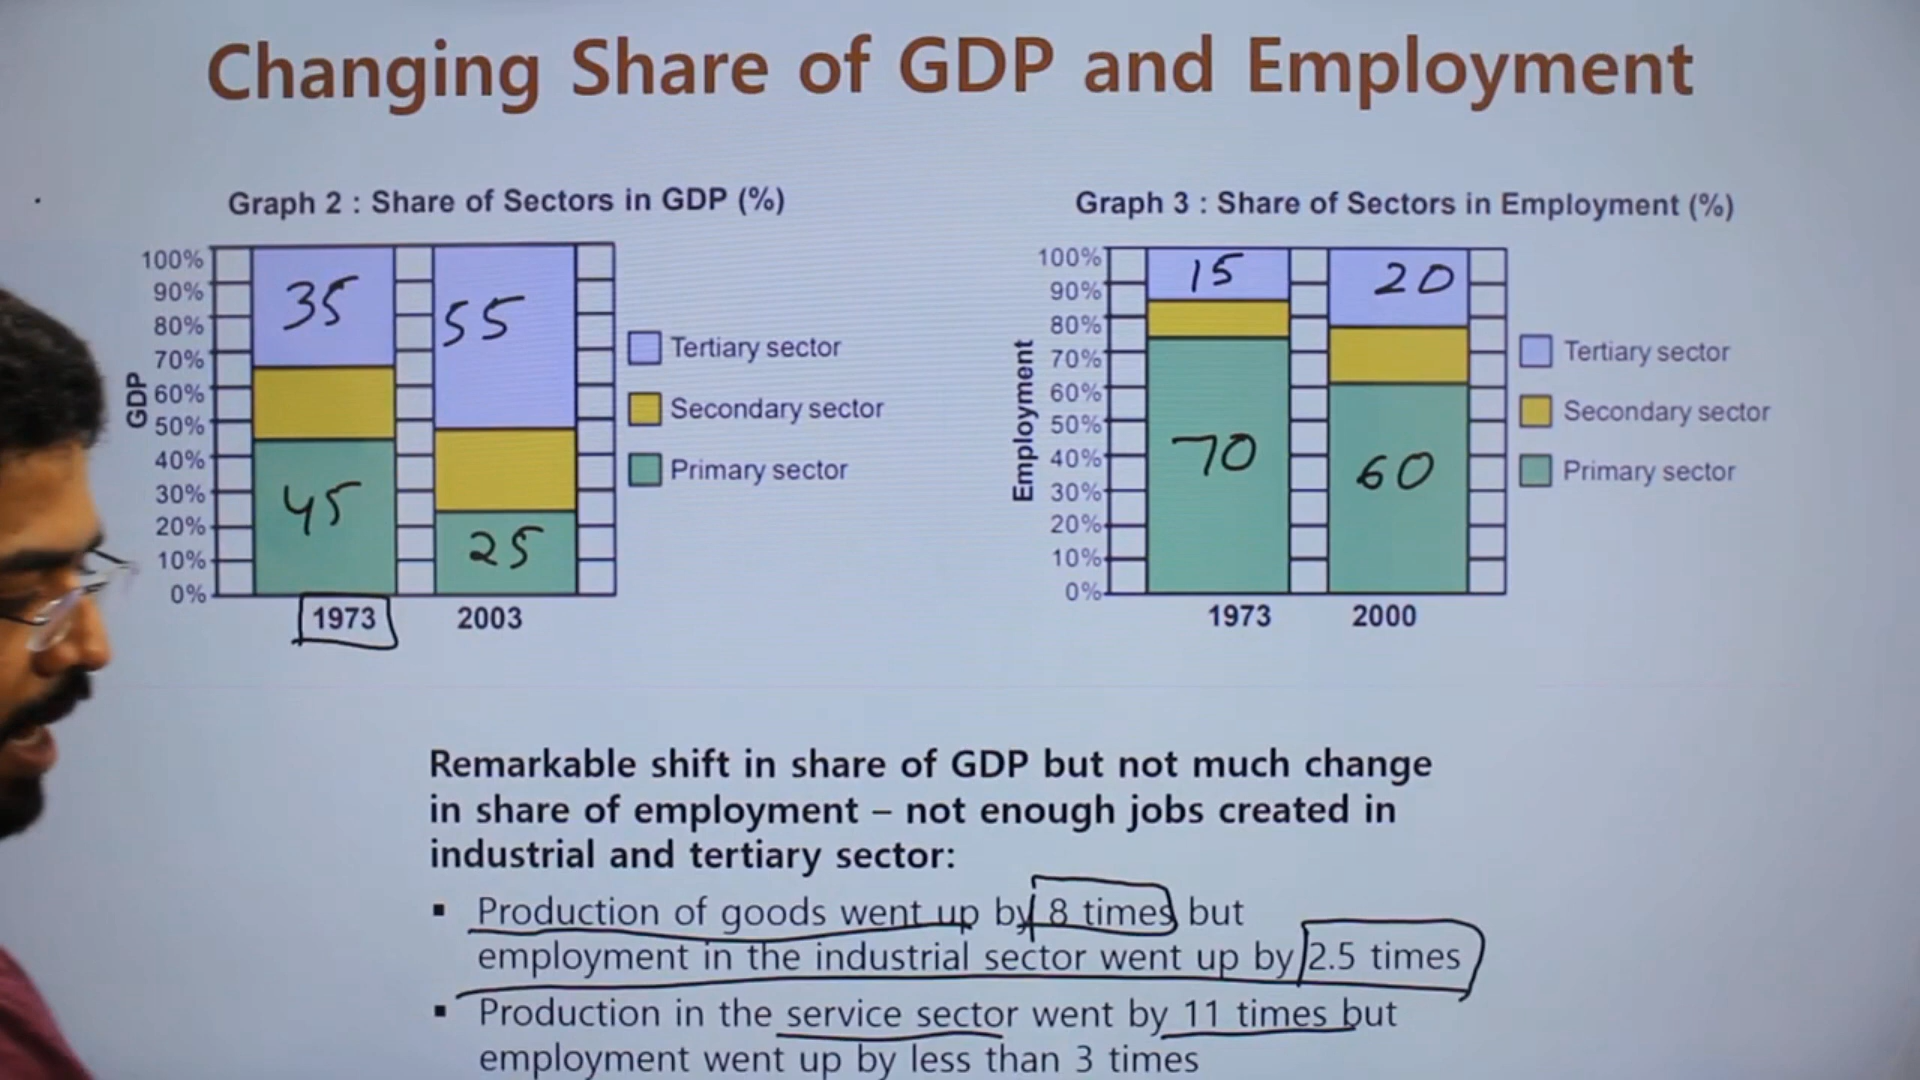 Changing Share of GDP and Employment
Graph 2 : Share of Sectors in GDP (%)
100%
90%
80%
70%
60%
50%
40%
30%
20%
10%
0%
GDP
35
55
45
25
1973
2003
Tertiary sector
Secondary sector
Primary sector
Graph 3 : Share of Sectors in Employment (%)
100%
90%
80%
70%
60%
50%
40%
30%
20%
10%
0%
Employment
15
20
70
60
1973
2000
Tertiary sector
Secondary sector
Primary sector
Remarkable shift in share of GDP but not much change
in share of employment – not enough jobs created in
industrial and tertiary sector:
▪ Production of goods went up by 8 times but
employment in the industrial sector went up by 2.5 times
▪ Production in the service sector went by 11 times but
employment went up by less than 3 times